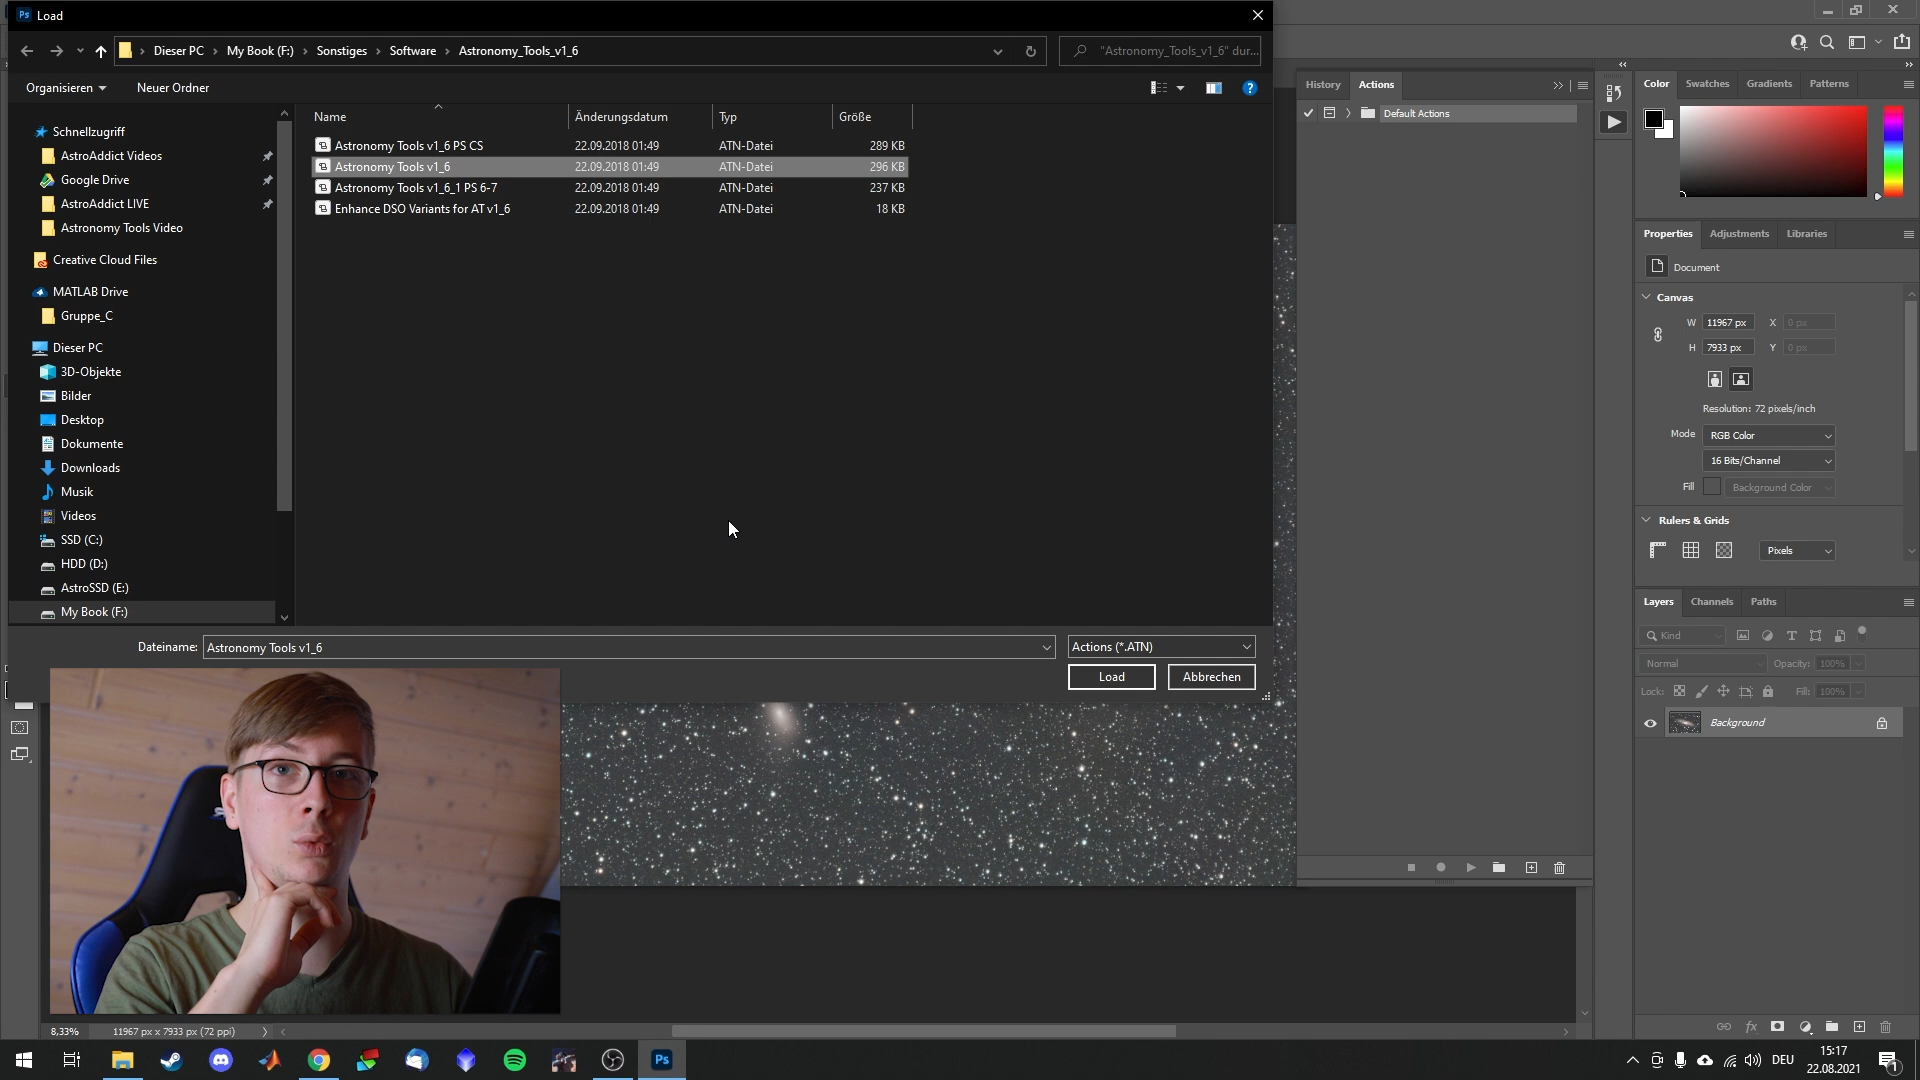 Ps Load
Dieser PC My Book (F:) Sonstiges Software Astronomy_Tools_v1_6
"Astronomy_Tools_v1_6" dur...
Organisieren Neuer Ordner
Name Änderungsdatum Typ Größe
Astronomy Tools v1_6 PS CS 22.09.2018 01:49 ATN-Datei 289 KB
Astronomy Tools v1_6 22.09.2018 01:49 ATN-Datei 296 KB
Astronomy Tools v1_6_1 PS 6-7 22.09.2018 01:49 ATN-Datei 237 KB
Enhance DSO Variants for AT v1_6 22.09.2018 01:49 ATN-Datei 18 KB
Schnellzugriff
AstroAddict Videos
Google Drive
AstroAddict LIVE
Astronomy Tools Video
Creative Cloud Files
MATLAB Drive
Gruppe_C
Dieser PC
3D-Objekte
Bilder
Desktop
Dokumente
Downloads
Musik
Videos
SSD (C:)
HDD (D:)
AstroSSD (E:)
My Book (F:)
Dateiname: Astronomy Tools v1_6
Actions (*.ATN)
Load Abbrechen
History Actions
Default Actions
Color Swatches Gradients Patterns
Properties Adjustments Libraries
Document
Canvas
W 11967 px X 0 px
H 7933 px Y 0 px
Resolution: 72 pixels/inch
Mode RGB Color
16 Bits/Channel
Fill Background Color
Rulers & Grids
Pixels
Layers Channels Paths
Kind
Normal Opacity: 100%
Lock: Fill: 100%
Background
8,33% 11967 px x 7933 px (72 ppi)
Ps
DEU
15:17
22.08.2021
1